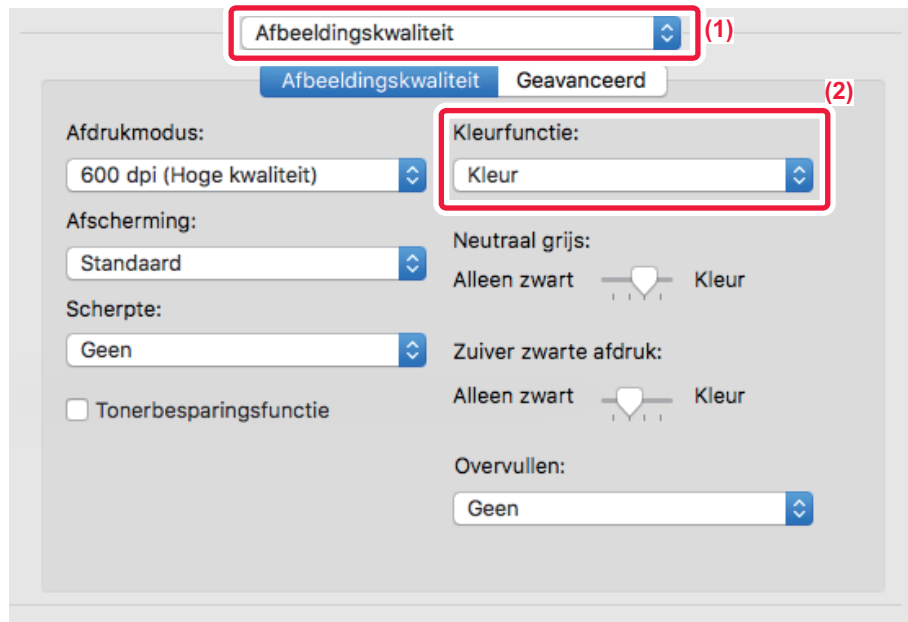 Afbeeldingskwaliteit (1)
Afbeeldingskwaliteit Geavanceerd
(2)
Afdrukmodus:
600 dpi (Hoge kwaliteit)
Afscherming:
Standaard
Scherpte:
Geen
Tonerbesparingsfunctie
Kleurfunctie:
Kleur
Neutraal grijs:
Alleen zwart Kleur
Zuiver zwarte afdruk:
Alleen zwart Kleur
Overvullen:
Geen